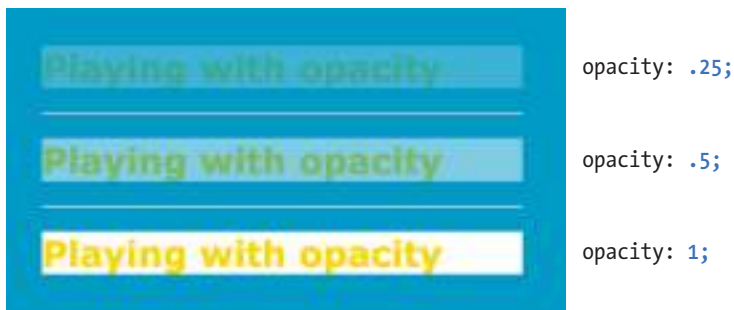 Playing with opacity opacity: .25;
Playing with opacity opacity: .5;
Playing with opacity opacity: 1;